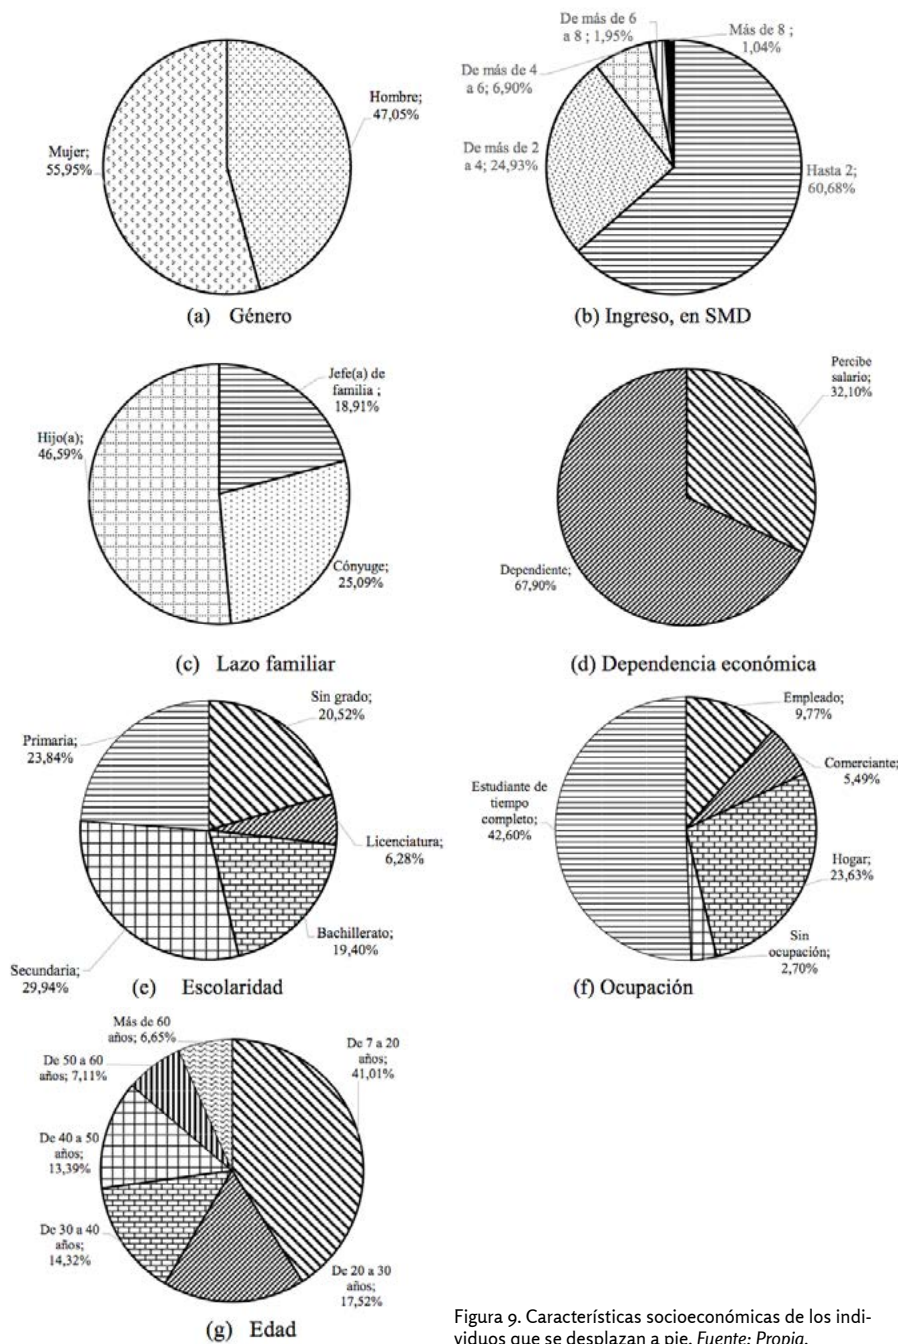 Hombre;
47,05%
Mujer;
55,95%
(a) Género
De más de 6
a 8 ; 1,95%
Más de 8 ;
1,04%
De más de 4
a 6; 6,90%
De más de 2
a 4; 24,93%
Hasta 2;
60,68%
(b) Ingreso, en SMD
Jefe(a) de
familia ;
18,91%
Hijo(a);
46,59%
Cónyuge;
25,09%
(c) Lazo familiar
Percibe
salario;
32,10%
Dependiente;
67,90%
(d) Dependencia económica
Sin grado;
20,52%
Primaria;
23,84%
Licenciatura;
6,28%
Bachillerato;
19,40%
Secundaria;
29,94%
(e) Escolaridad
Empleado;
9,77%
Comerciante;
5,49%
Estudiante de
tiempo
completo;
42,60%
Hogar;
23,63%
Sin
ocupación;
2,70%
(f) Ocupación
Más de 60
años; 6,65%
De 7 a 20
años;
41,01%
De 50 a 60
años; 7,11%
De 40 a 50
años;
13,39%
De 30 a 40
años;
14,32%
De 20 a 30
años;
17,52%
(g) Edad
Figura 9. Características socioeconómicas de los indi-
viduos que se desplazan a pie. Fuente: Propia.